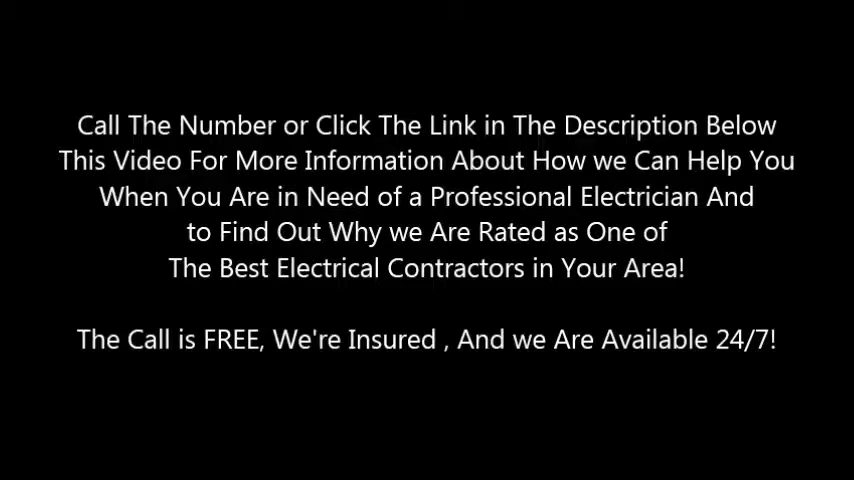 Call The Number or Click The Link in The Description Below
This Video For More Information About How we Can Help You
When You Are in Need of a Professional Electrician And
to Find Out Why we Are Rated as One of
The Best Electrical Contractors in Your Area!
The Call is FREE, We're Insured , And we Are Available 24/7!